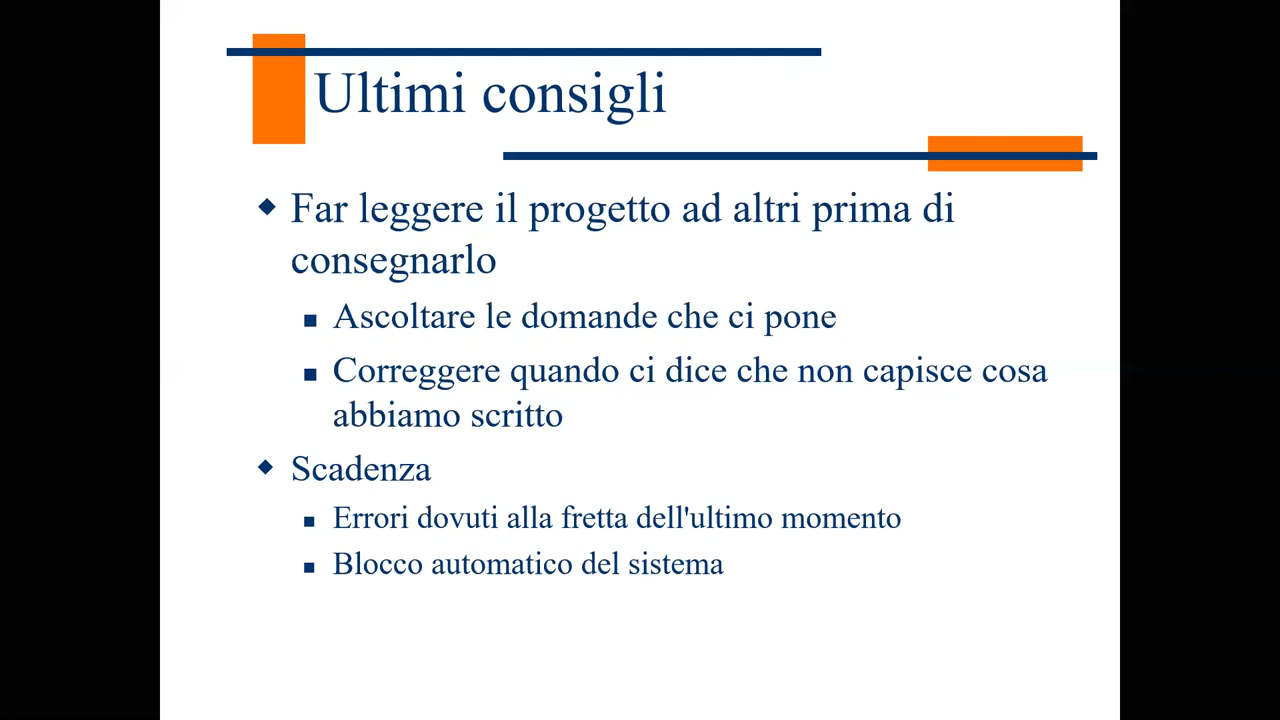 Ultimi consigli
Far leggere il progetto ad altri prima di
consegnarlo
Ascoltare le domande che ci pone
Correggere quando ci dice che non capisce cosa
abbiamo scritto
Scadenza
Errori dovuti alla fretta dell'ultimo momento
Blocco automatico del sistema